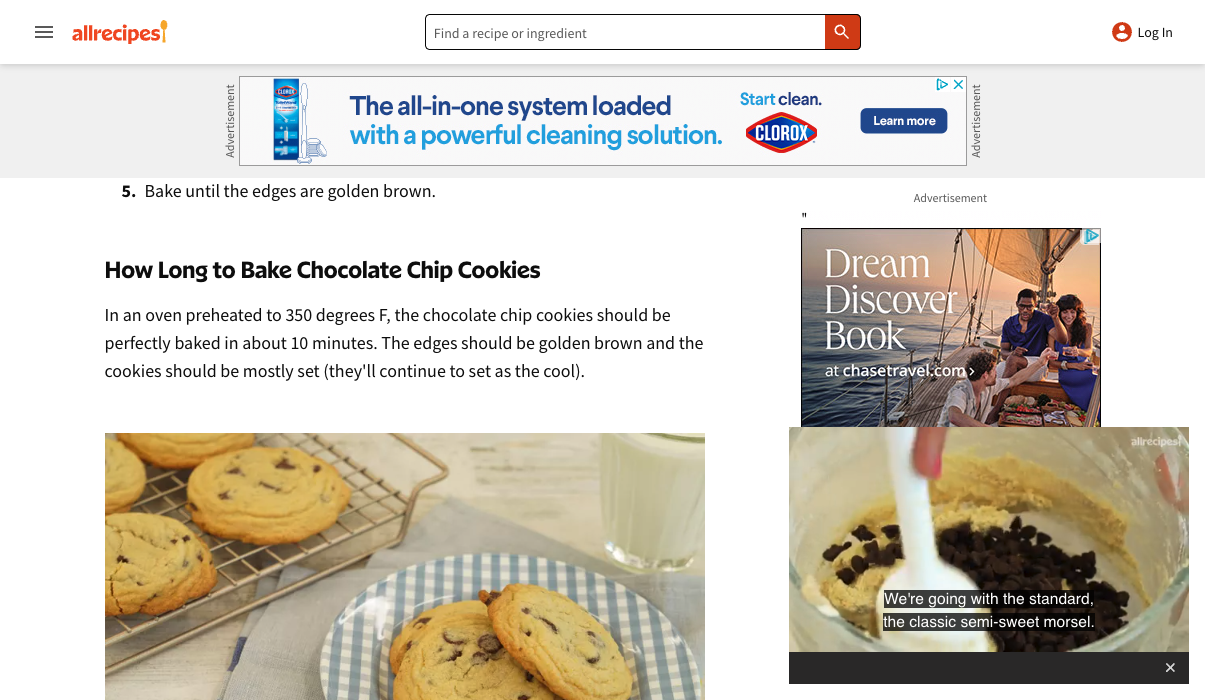 allrecipes
Find a recipe or ingredient
Log In
Advertisement
CLOROX
The all-in-one system loaded
with a powerful cleaning solution.
Start clean.
CLOROX
Learn more
Advertisement
5. Bake until the edges are golden brown.
How Long to Bake Chocolate Chip Cookies
In an oven preheated to 350 degrees F, the chocolate chip cookies should be
perfectly baked in about 10 minutes. The edges should be golden brown and the
cookies should be mostly set (they'll continue to set as the cool).
Advertisement
"
Dream
Discover
Book
at chasetravel.com ›
allrecipes
We're going with the standard,
the classic semi-sweet morsel.